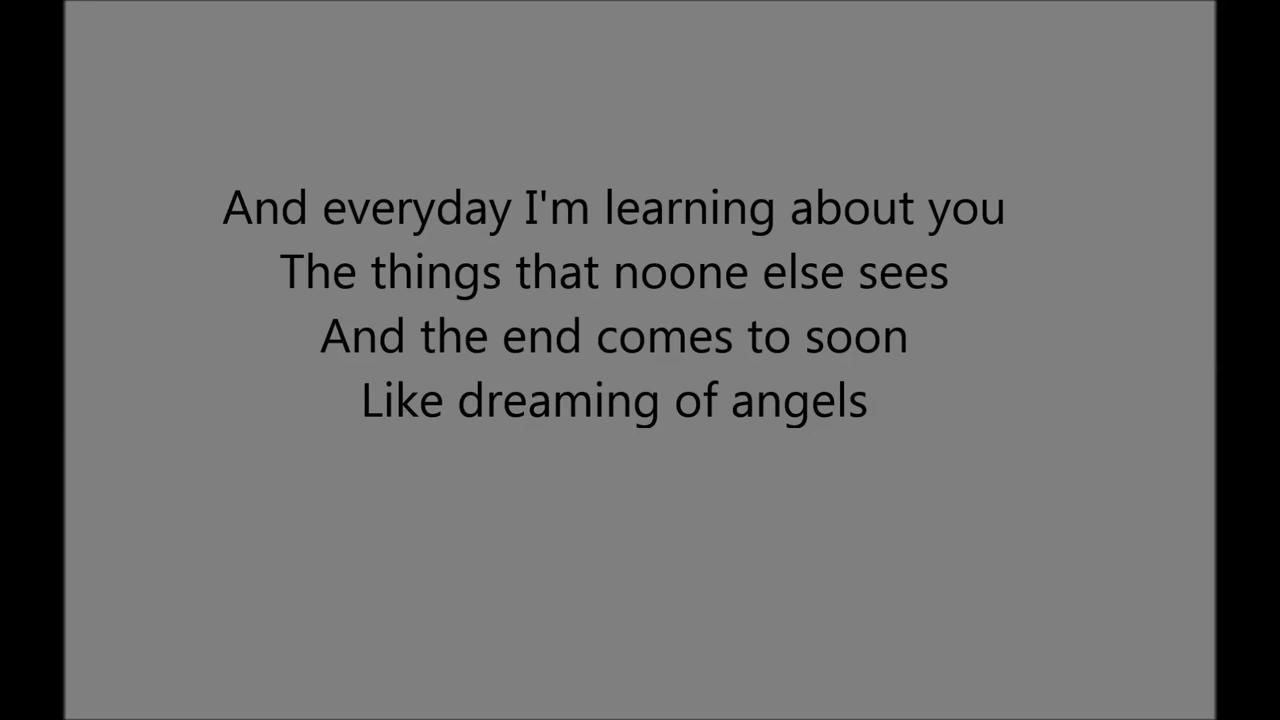 And everyday I'm learning about you
The things that noone else sees
And the end comes to soon
Like dreaming of angels